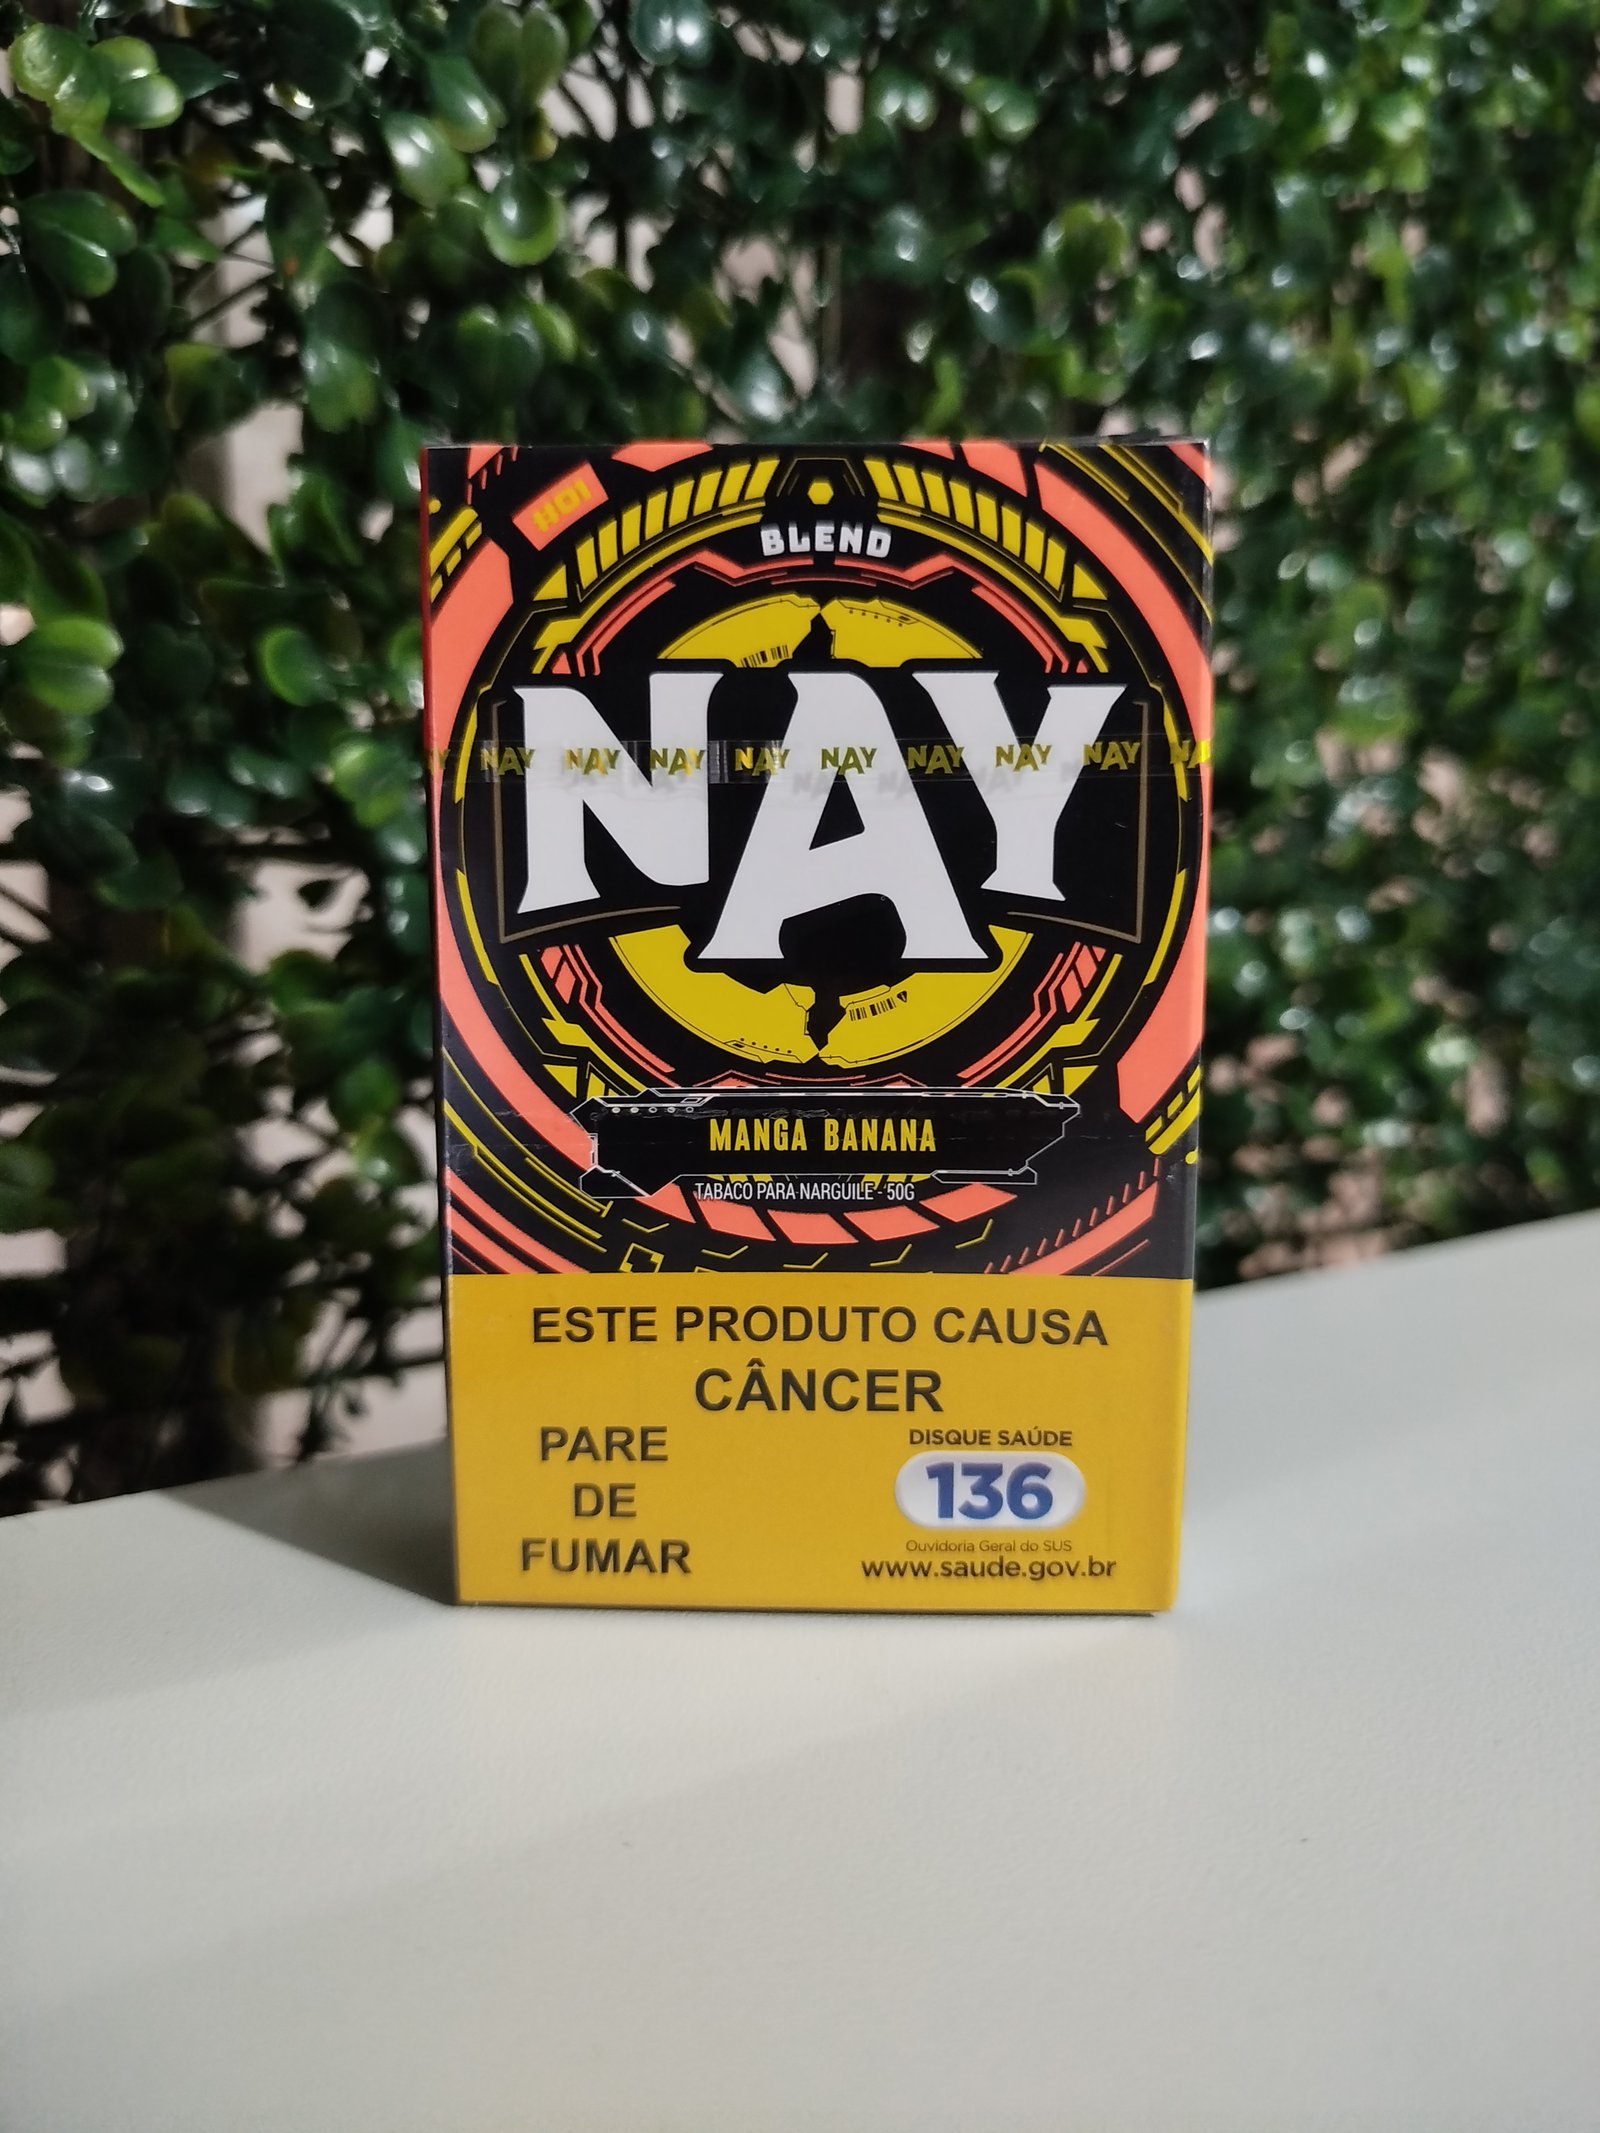 #01
BLEND
NAY
NAY NAY NAY NAY NAY NAY NAY NAY NA
MANGA BANANA
TABACO PARA NARGUILE - 50G
ESTE PRODUTO CAUSA
CÂNCER
PARE
DE
FUMAR
DISQUE SAÚDE
136
Ouvidoria Geral do SUS
www.saude.gov.br